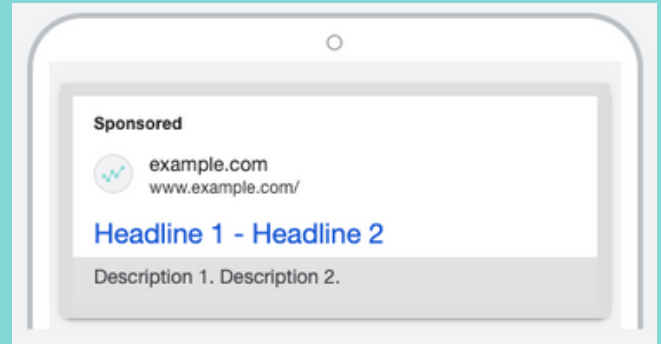 Sponsored
example.com
www.example.com/
Headline 1 - Headline 2
Description 1. Description 2.